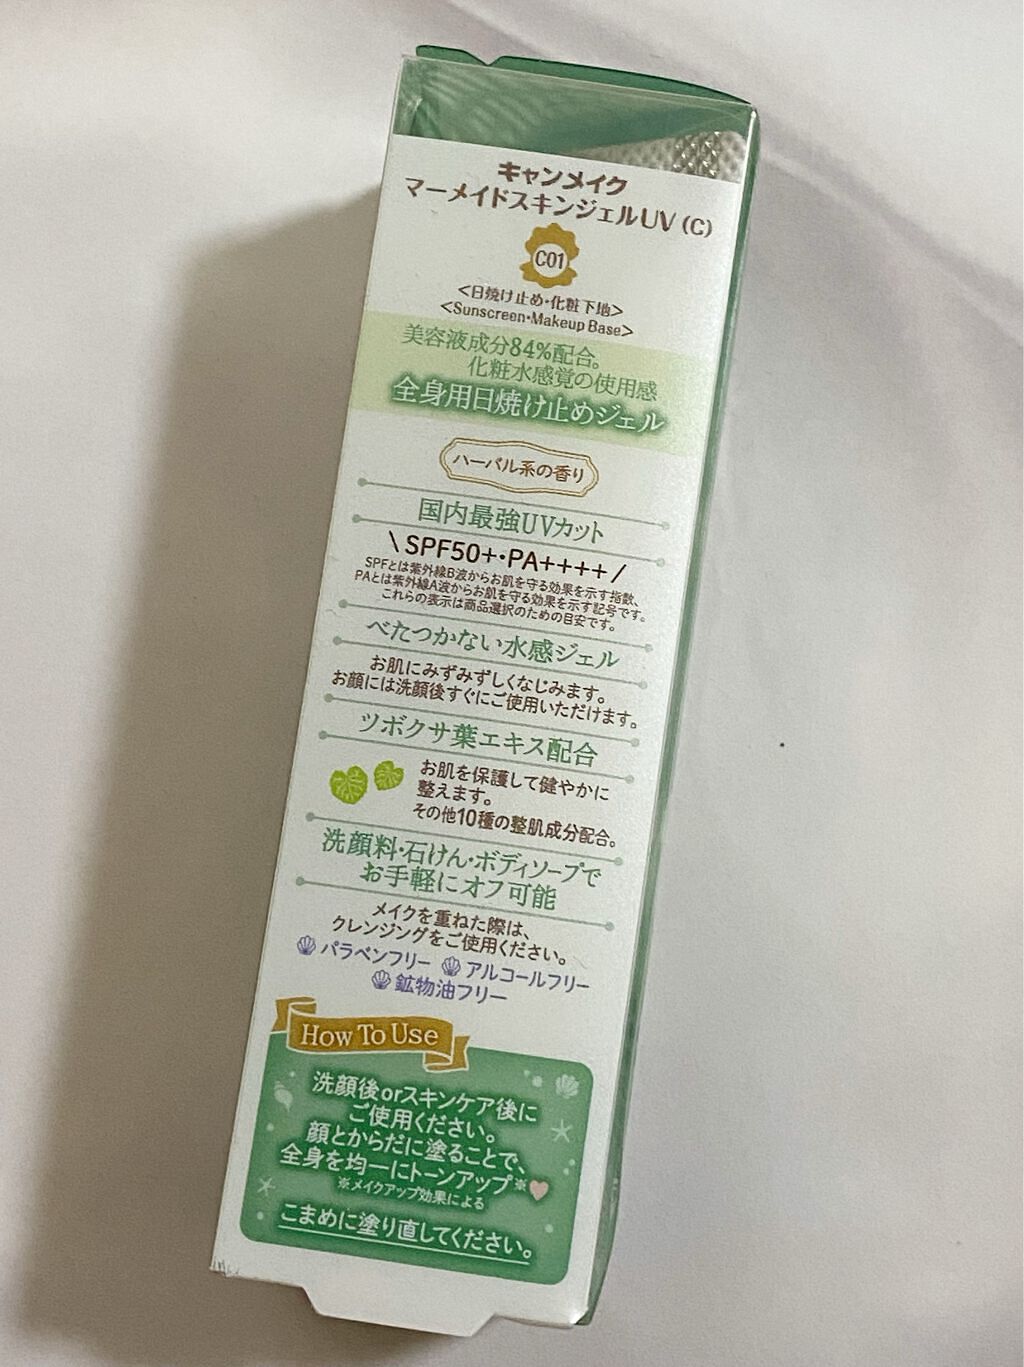 キャンメイク
マーメイドスキンジェルUV (C)
C01
<日焼け止め・化粧下地>
<Sunscreen・Makeup Base>
美容液成分84%配合。
化粧水感覚の使用感
全身用日焼け止めジェル
ハーバル系の香り
国内最強UVカット
\ SPF50+・PA++++ /
SPFとは紫外線B波からお肌を守る効果を示す指数、
PAとは紫外線A波からお肌を守る効果を示す記号です。
これらの表示は商品選択のための目安です。
べたつかない水感ジェル
お肌にみずみずしくなじみます。
お顔には洗顔後すぐにご使用いただけます。
ツボクサ葉エキス配合
お肌を保護して健やかに
整えます。
その他10種の整肌成分配合。
洗顔料・石けん・ボディソープで
お手軽にオフ可能
メイクを重ねた際は、
クレンジングをご使用ください。
パラベンフリー アルコールフリー
鉱物油フリー
How To Use
洗顔後orスキンケア後に
ご使用ください。
顔とからだに塗ることで、
全身を均一にトーンアップ※
※メイクアップ効果による
こまめに塗り直してください。